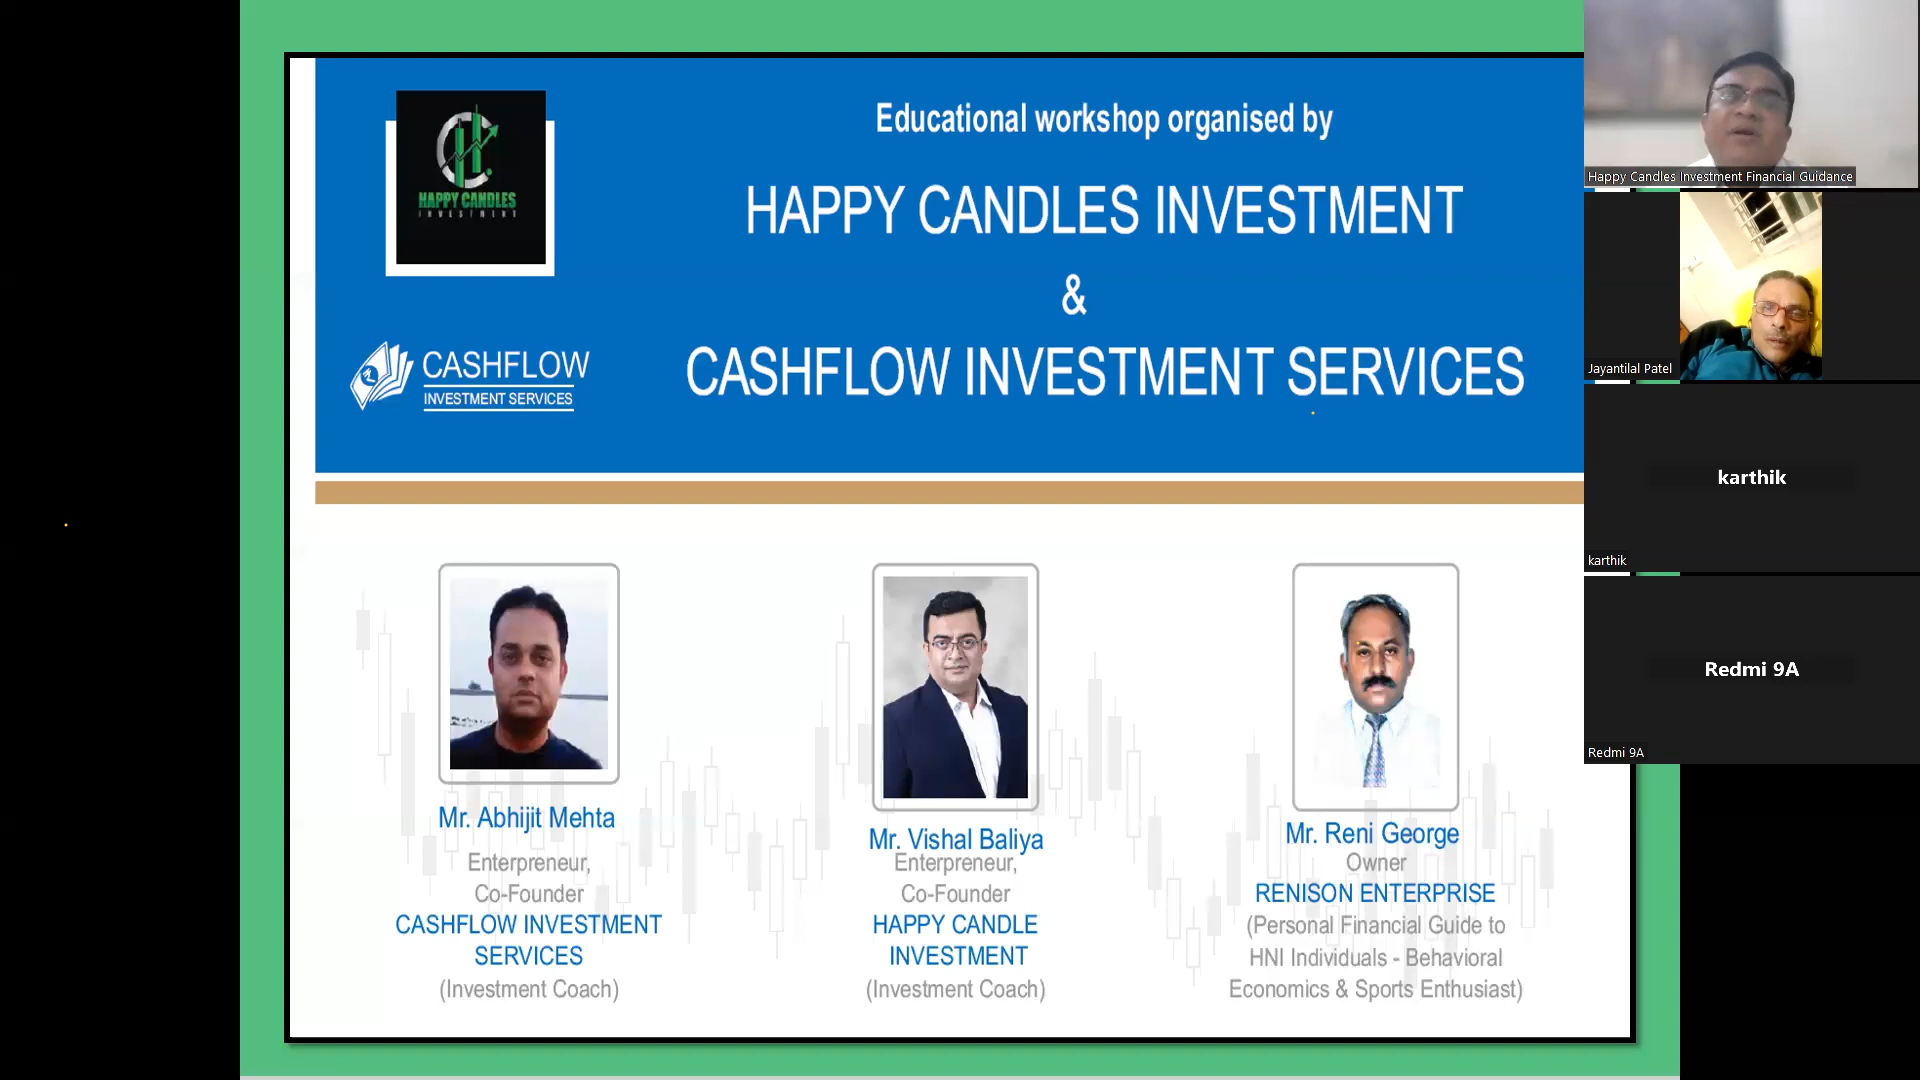 Educational workshop organised by
HAPPY CANDLES INVESTMENT
&
CASHFLOW INVESTMENT SERVICES
HAPPY CANDLES
INVESTMENT
CASHFLOW
INVESTMENT SERVICES
Mr. Abhijit Mehta
Enterpreneur,
Co-Founder
CASHFLOW INVESTMENT
SERVICES
(Investment Coach)
Mr. Vishal Baliya
Enterpreneur,
Co-Founder
HAPPY CANDLE
INVESTMENT
(Investment Coach)
Mr. Reni George
Owner
RENISON ENTERPRISE
(Personal Financial Guide to
HNI Individuals - Behavioral
Economics & Sports Enthusiast)
Happy Candles Investment Financial Guidance
Jayantilal Patel
karthik
karthik
Redmi 9A
Redmi 9A